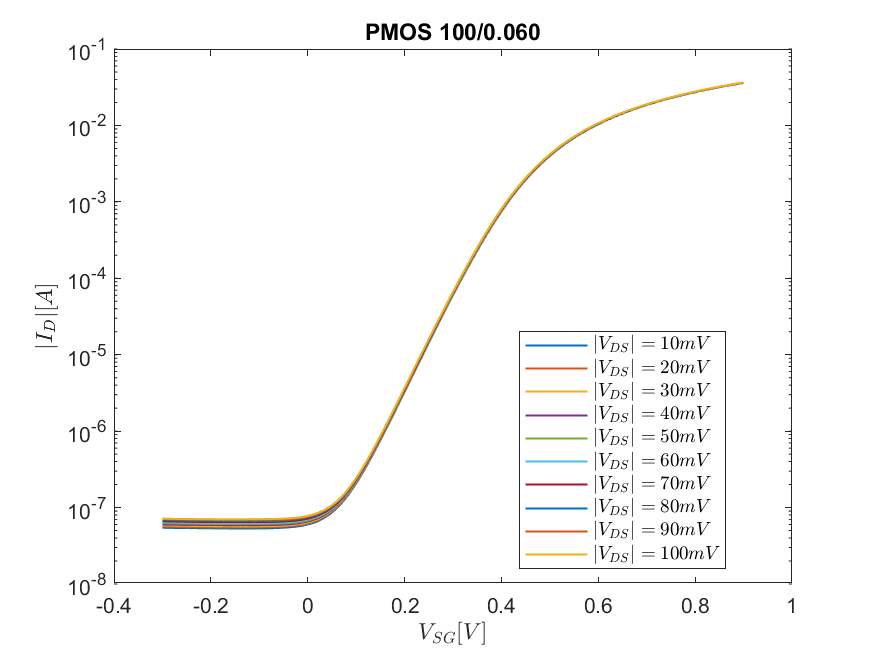 PMOS 100/0.060
10^-1
10^-2
10^-3
10^-4
10^-5
10^-6
10^-7
10^-8
|I_D|[A]
-0.4 -0.2 0 0.2 0.4 0.6 0.8 1
V_SG[V]
|V_DS| = 10mV
|V_DS| = 20mV
|V_DS| = 30mV
|V_DS| = 40mV
|V_DS| = 50mV
|V_DS| = 60mV
|V_DS| = 70mV
|V_DS| = 80mV
|V_DS| = 90mV
|V_DS| = 100mV